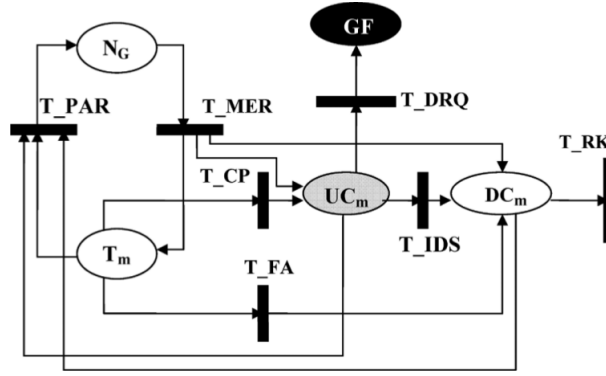 GF
N_G
T_PAR
T_MER
T_DRQ
T_RK
T_CP
UC_m
DC_m
T_m
T_IDS
T_FA